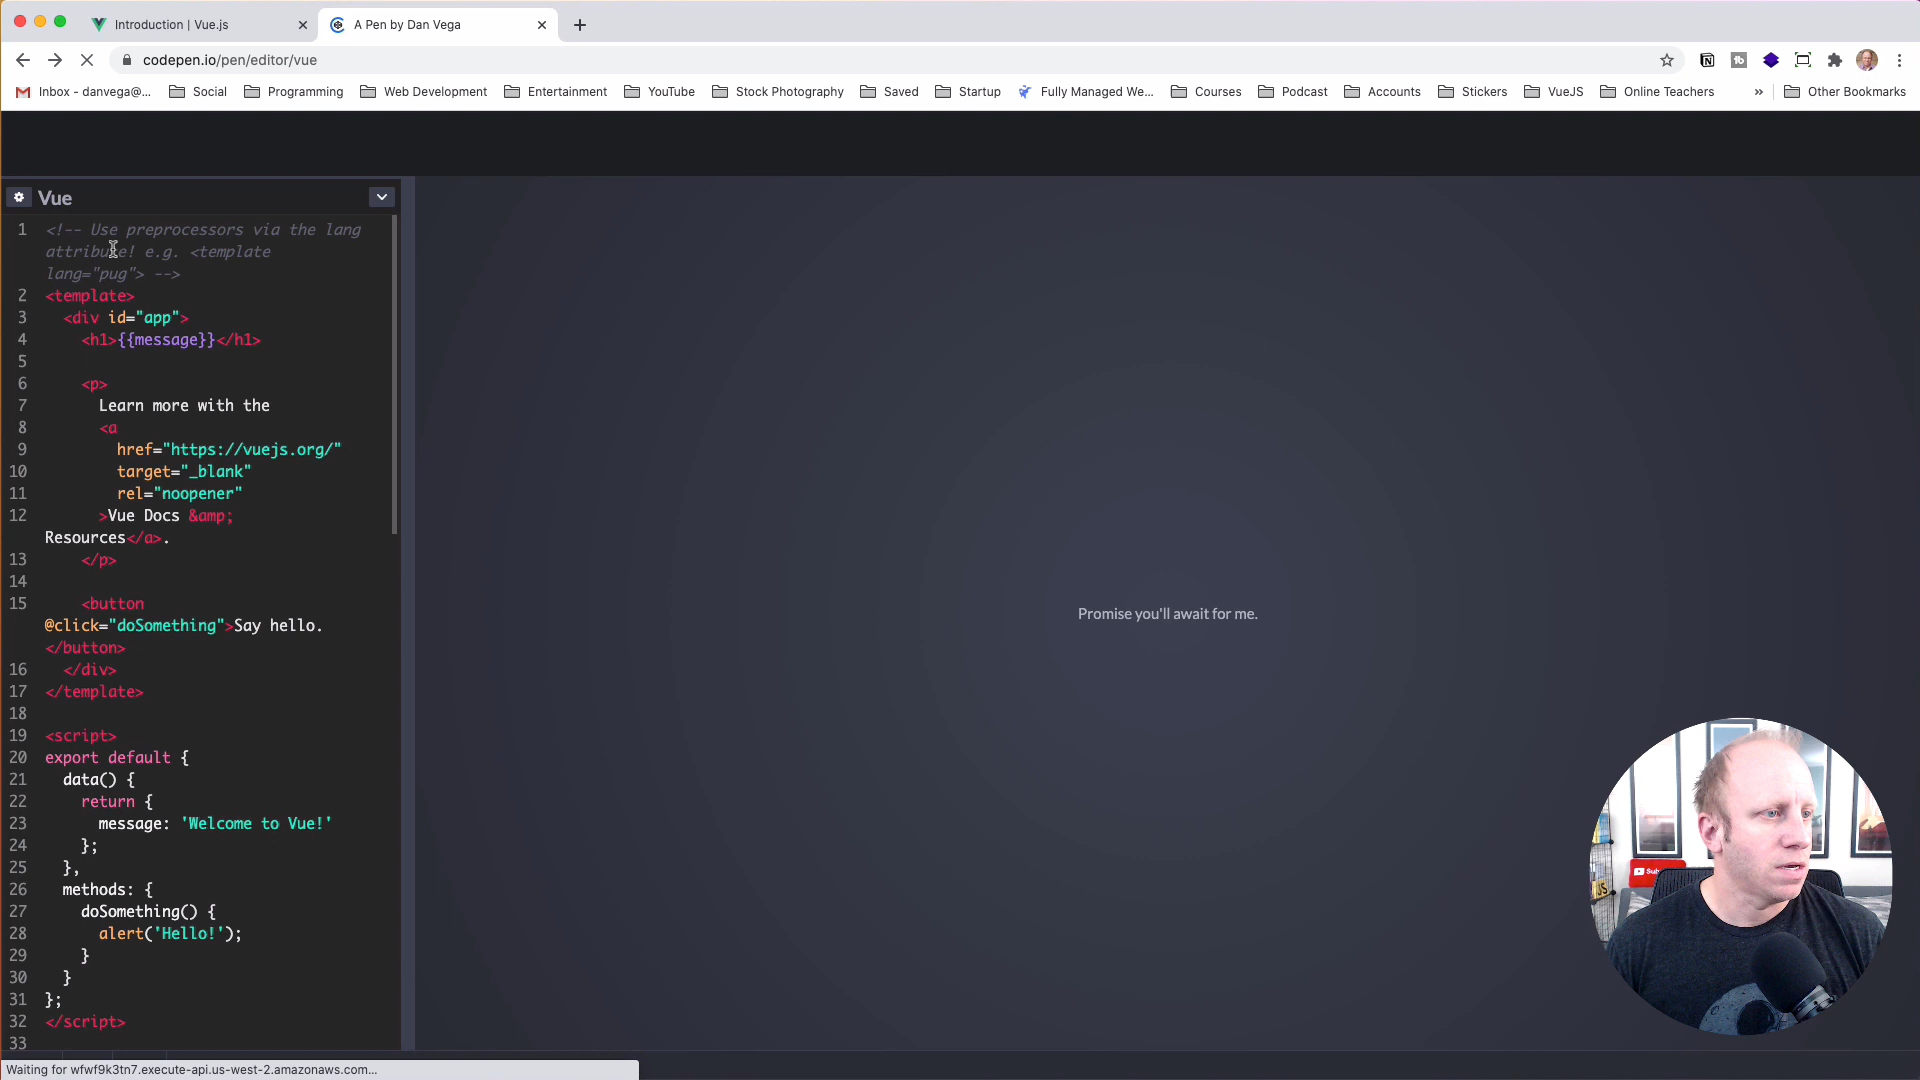 Introduction | Vue.js
A Pen by Dan Vega
codepen.io/pen/editor/vue
Inbox - danvega@...
Social
Programming
Web Development
Entertainment
YouTube
Stock Photography
Saved
Startup
Fully Managed We...
Courses
Podcast
Accounts
Stickers
VueJS
Online Teachers
»
Other Bookmarks
Vue
1 <!-- Use preprocessors via the lang
attribute! e.g. <template
lang="pug"> -->
2 <template>
3 <div id="app">
4 <h1>{{message}}</h1>
5
6 <p>
7 Learn more with the
8 <a
9 href="https://vuejs.org/"
10 target="_blank"
11 rel="noopener"
12 >Vue Docs &amp;
Resources</a>.
13 </p>
14
15 <button
@click="doSomething">Say hello.
</button>
16 </div>
17 </template>
18
19 <script>
20 export default {
21 data() {
22 return {
23 message: 'Welcome to Vue!'
24 };
25 },
26 methods: {
27 doSomething() {
28 alert('Hello!');
29 }
30 }
31 };
32 </script>
33
Promise you'll await for me.
Waiting for wfwf9k3tn7.execute-api.us-west-2.amazonaws.com...